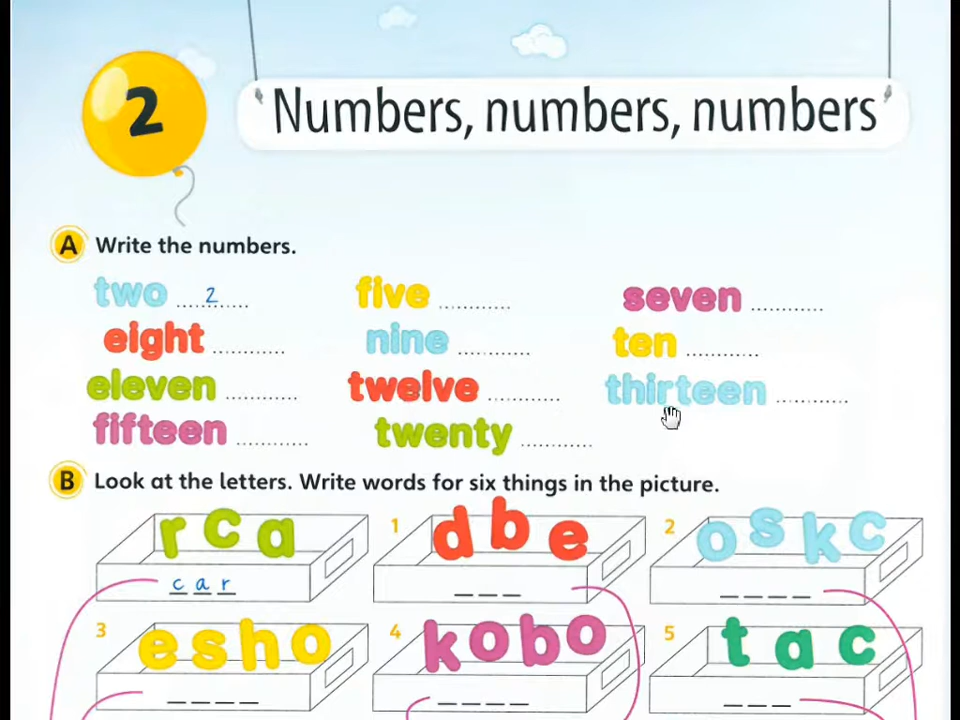 2 Numbers, numbers, numbers
A Write the numbers.
two ....2.... five ............ seven ............
eight ............ nine ............ ten ............
eleven ............ twelve ............ thirteen ............
fifteen ............ twenty ............
B Look at the letters. Write words for six things in the picture.
r c a 1 d b e 2 o s k c
c a r _ _ _ _ _ _ _
3 e s h o 4 k o b o 5 t a c
_ _ _ _ _ _ _ _ _ _ _